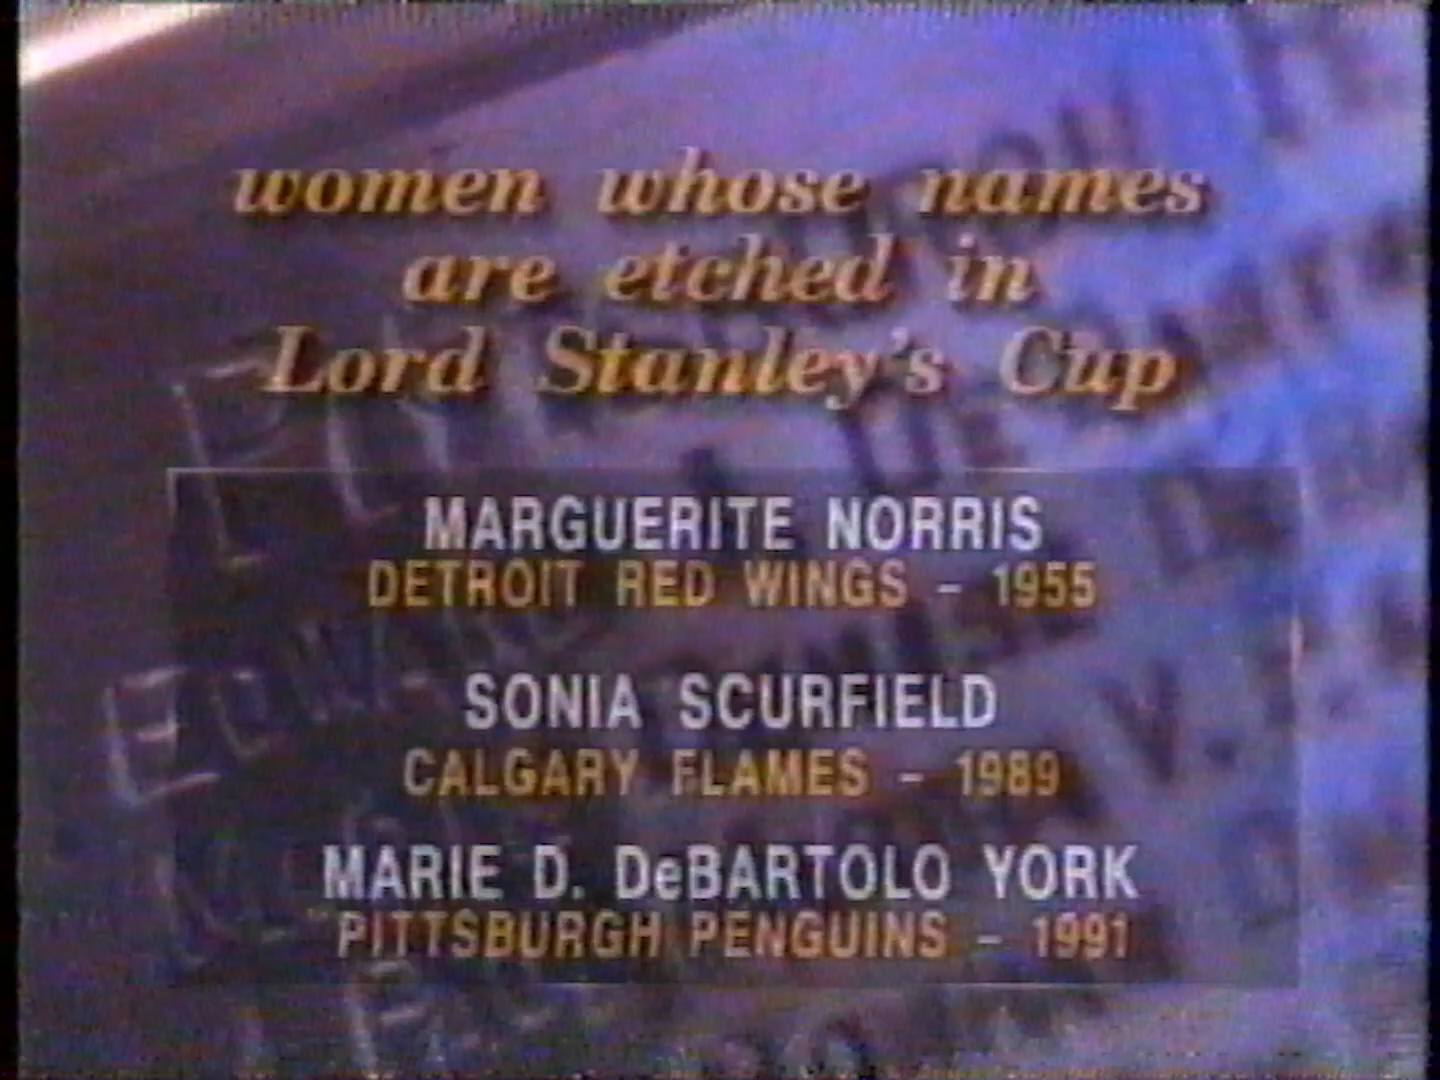 women whose names
are etched in
Lord Stanley's Cup
MARGUERITE NORRIS
DETROIT RED WINGS - 1955
SONIA SCURFIELD
CALGARY FLAMES - 1989
MARIE D. DeBARTOLO YORK
PITTSBURGH PENGUINS - 1991